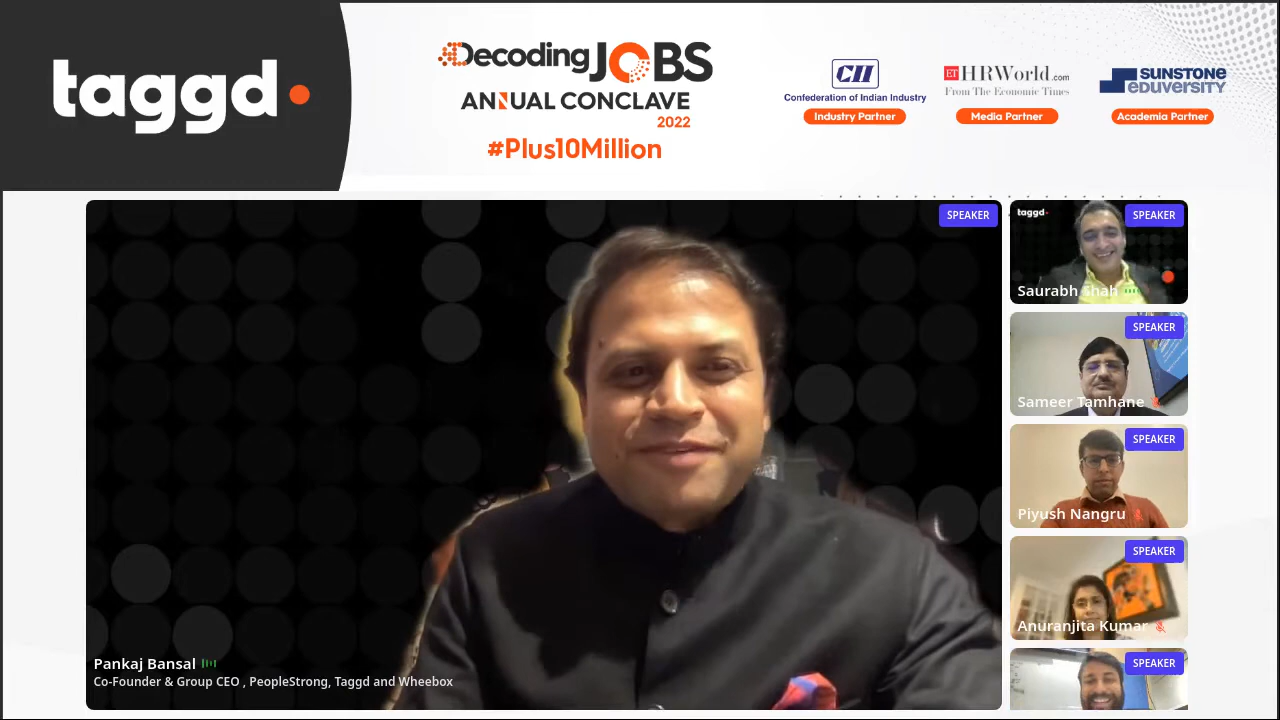 taggd
Decoding JOBS
ANNUAL CONCLAVE
2022
#Plus10Million
CII
Confederation of Indian Industry
Industry Partner
ET HRWorld.com
From The Economic Times
Media Partner
SUNSTONE
eDUVERSITY
Academia Partner
SPEAKER
Pankaj Bansal
Co-Founder & Group CEO , PeopleStrong, Taggd and Wheebox
taggd
SPEAKER
Saurabh Shah
SPEAKER
Sameer Tamhane
SPEAKER
Piyush Nangru
SPEAKER
Anuranjita Kumar
SPEAKER